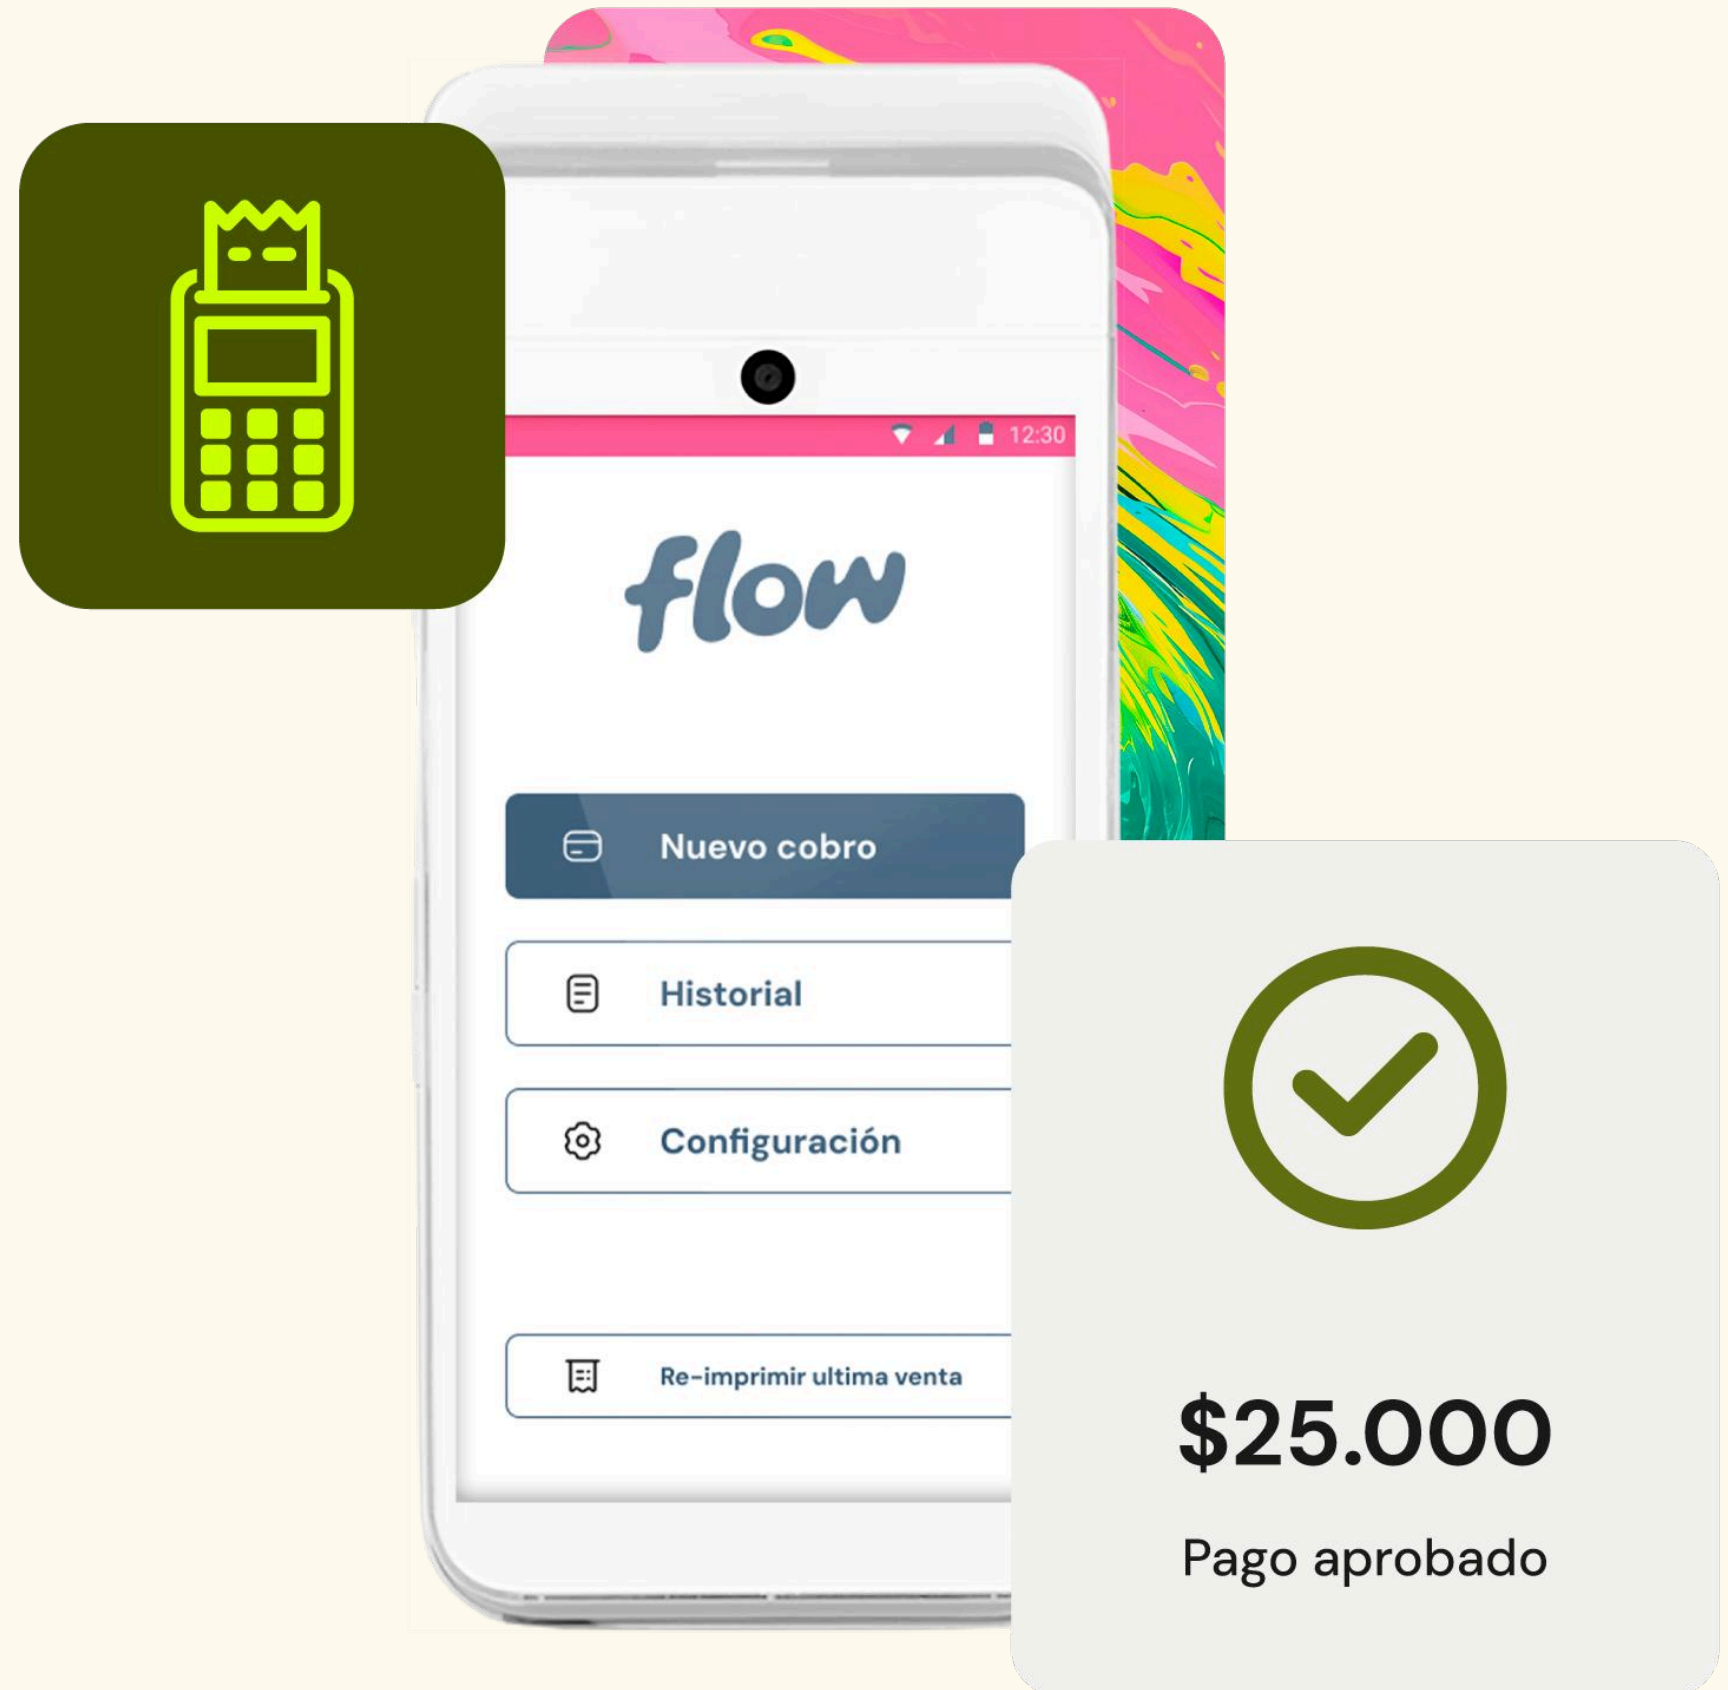 12:30
flow
Nuevo cobro
Historial
Configuración
Re-imprimir ultima venta
$25.000
Pago aprobado